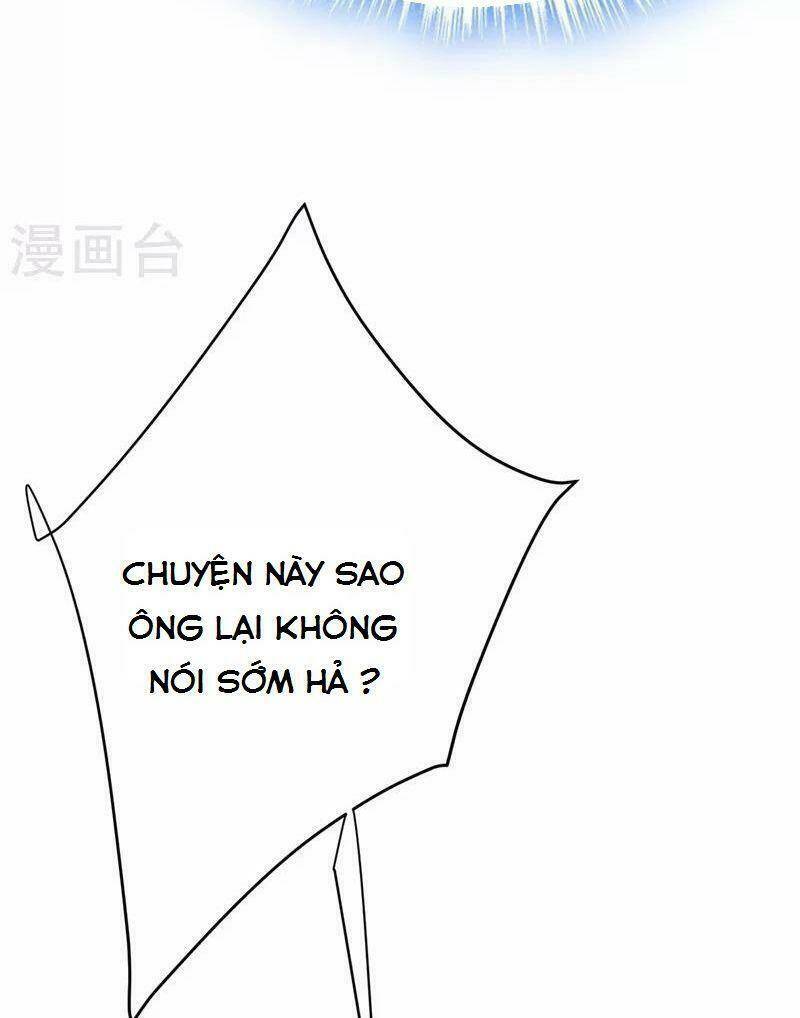 漫画台
CHUYỆN NÀY SAO
ÔNG LẠI KHÔNG
NÓI SỚM HẢ ?